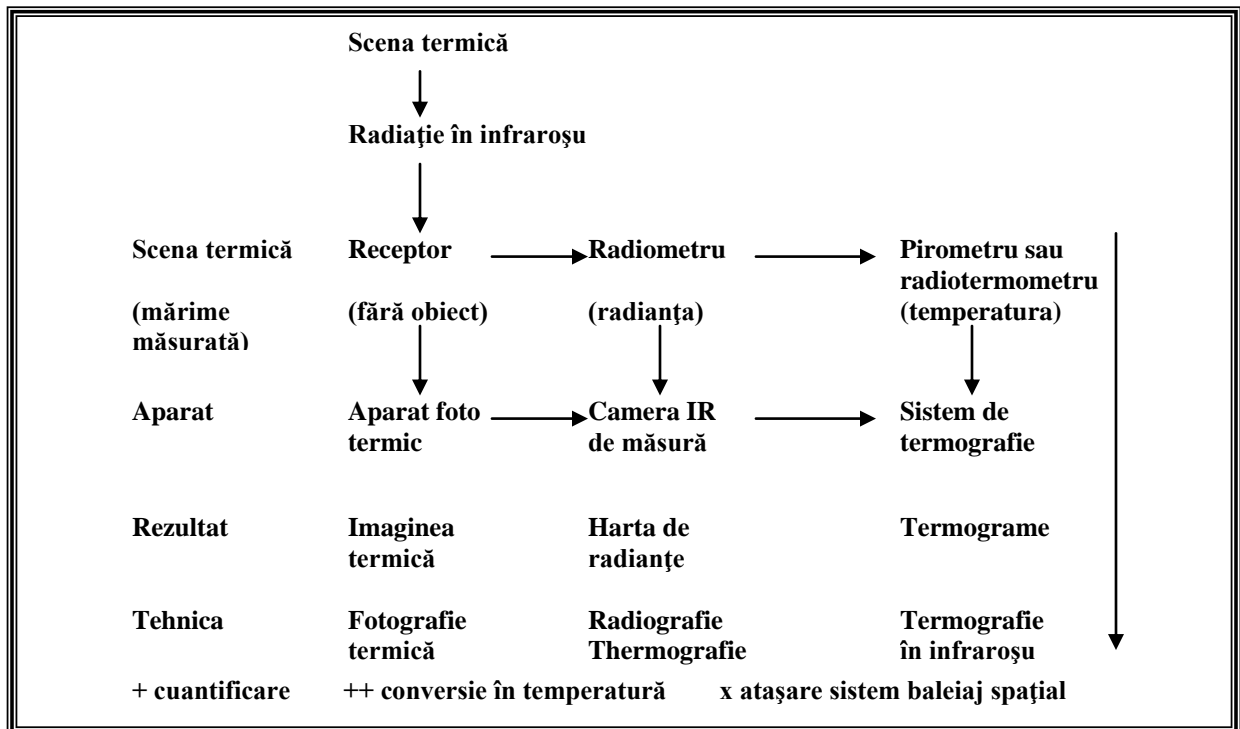 Scena termică
Radiaţie în infraroşu
Scena termică Receptor Radiometru Pirometru sau
radiotermometru
(mărime (fără obiect) (radianţa) (temperatura)
măsurată)
Aparat Aparat foto Camera IR Sistem de
termic de măsură termografie
Rezultat Imaginea Harta de Termograme
termică radianţe
Tehnica Fotografie Radiografie Termografie
termică Thermografie în infraroşu
+ cuantificare ++ conversie în temperatură x ataşare sistem baleiaj spaţial